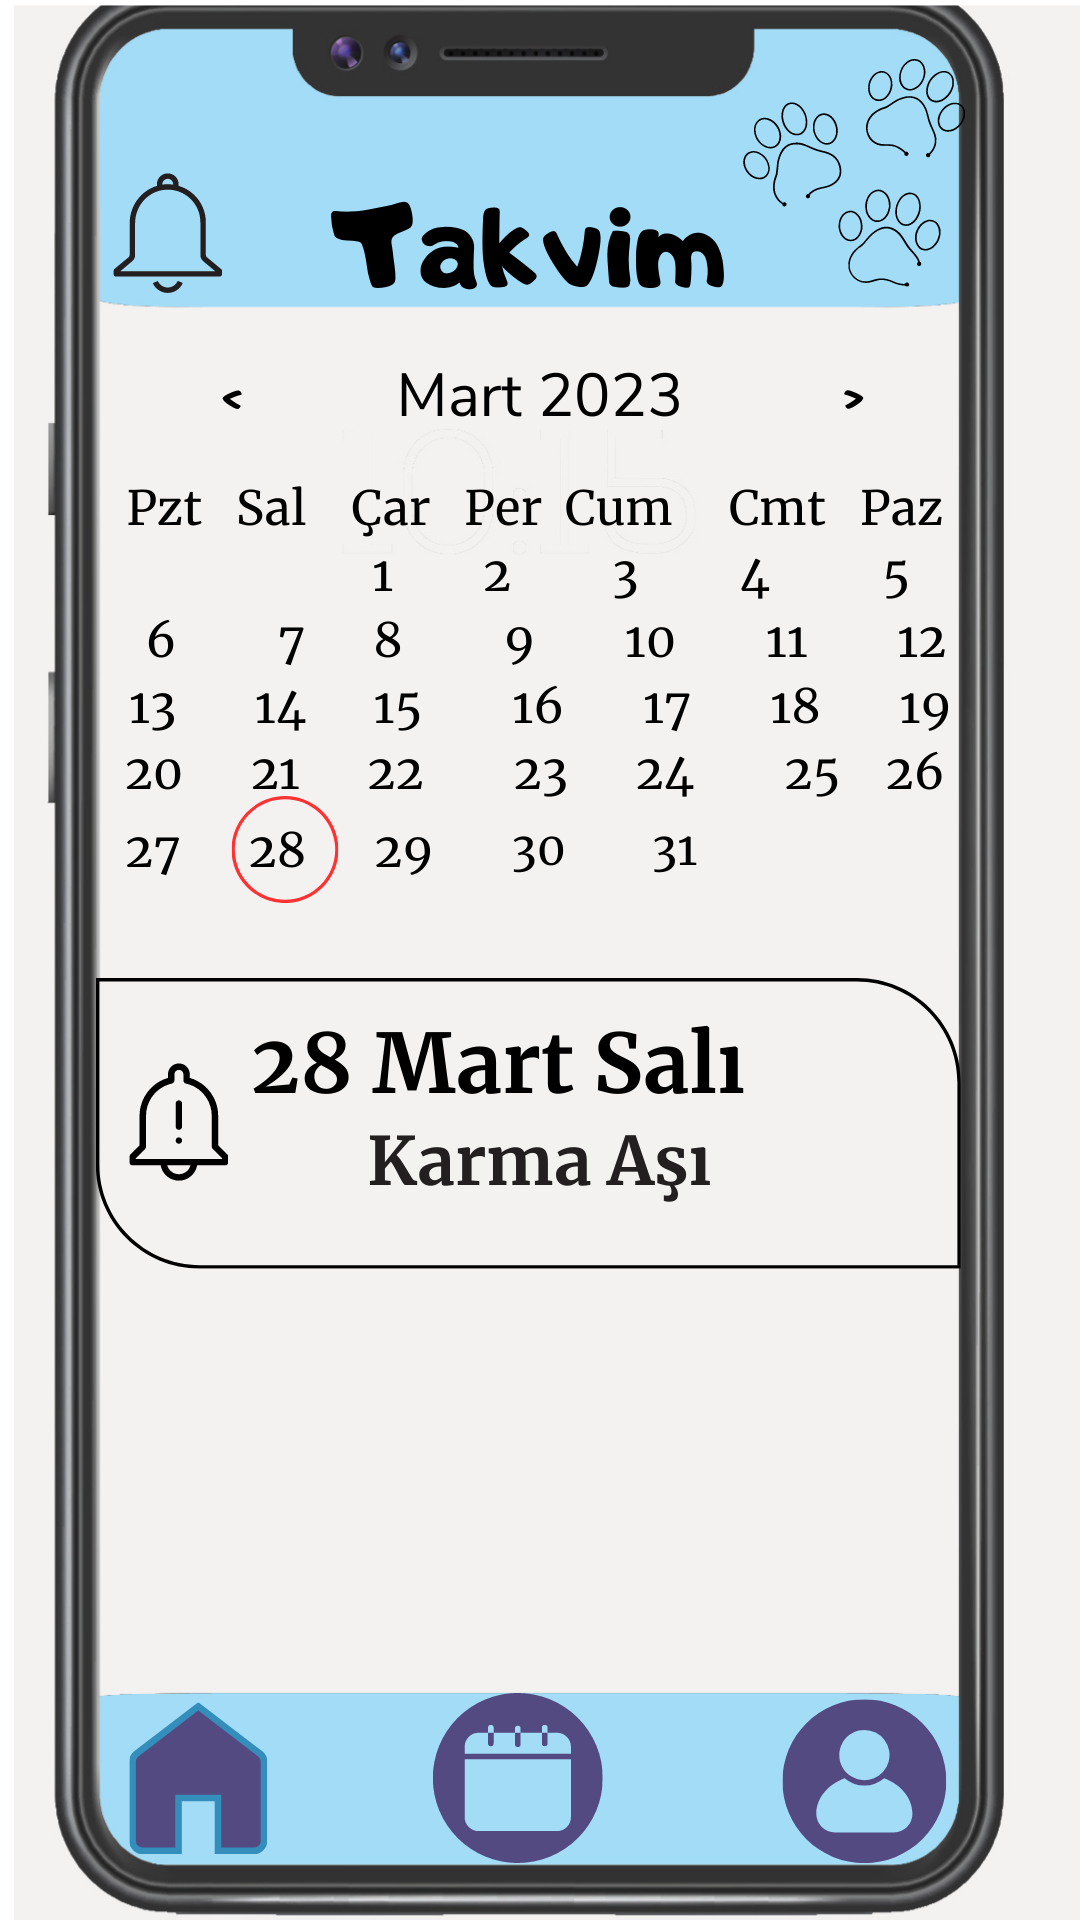 Takvim
< Mart 2023 >
Pzt Sal Çar Per Cum Cmt Paz
1 2 3 4 5
6 7 8 9 10 11 12
13 14 15 16 17 18 19
20 21 22 23 24 25 26
27 28 29 30 31
28 Mart Salı
Karma Aşı